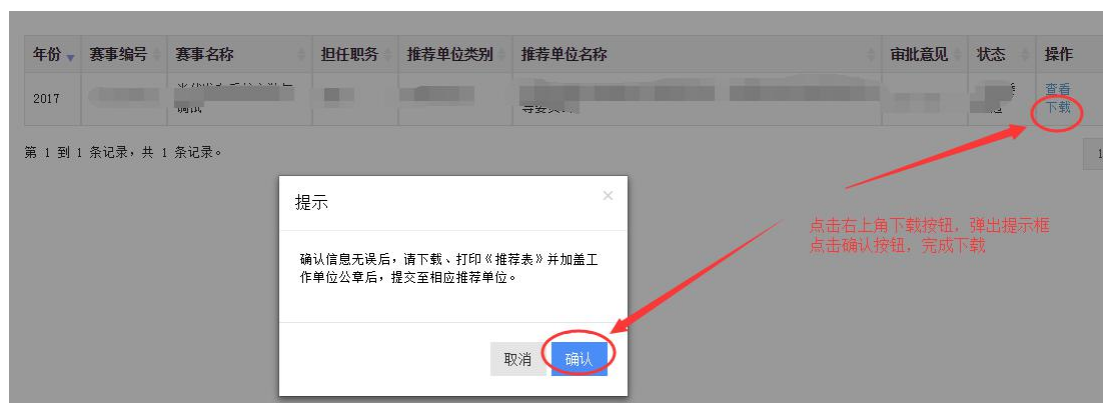 年份 赛事编号 赛事名称 担任职务 推荐单位类别 推荐单位名称 审批意见 状态 操作
2017 查看
调试 下载
第 1 到 1 条记录，共 1 条记录。 1
提示 ×
点击右上角下载按钮，弹出提示框
点击确认按钮，完成下载
确认信息无误后，请下载、打印《推荐表》并加盖工
作单位公章后，提交至相应推荐单位。
取消 确认